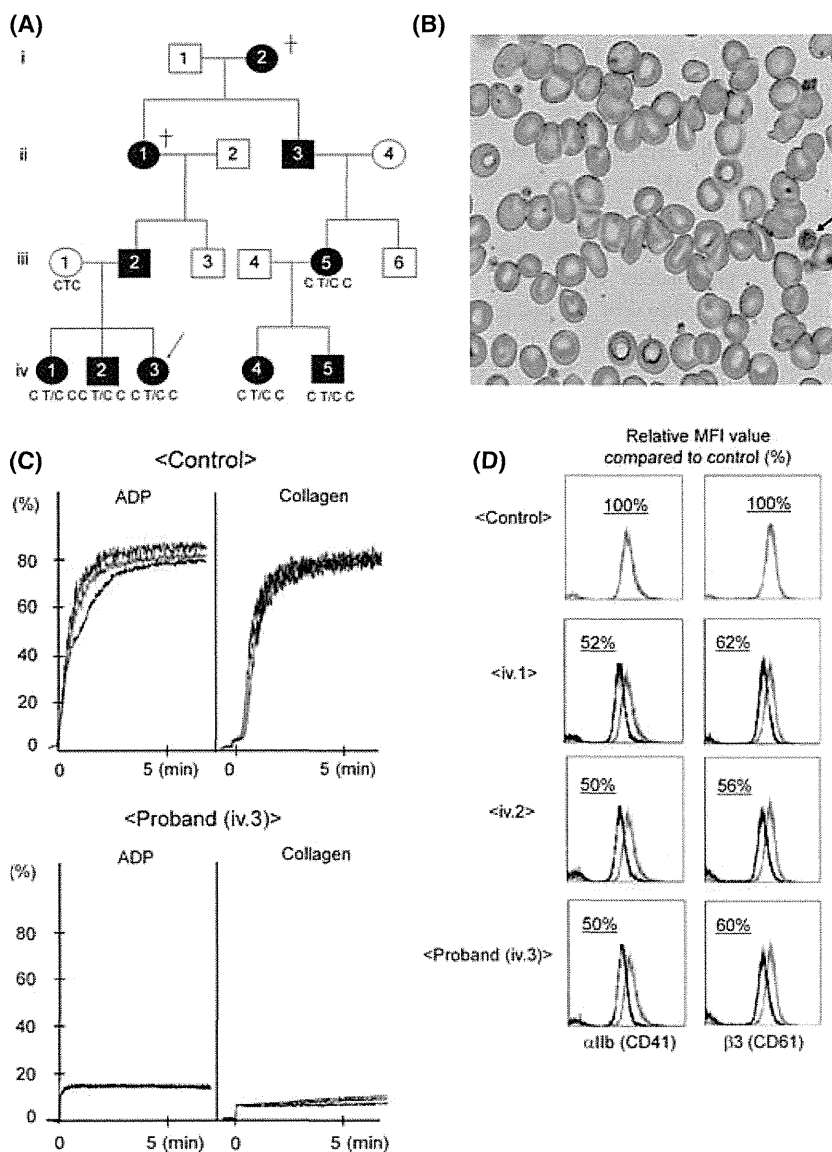 (A)
i
1
2
†
ii
1
†
2
3
4
iii
1
2
3
4
5
6
CTC
C T/C C
iv
1
2
3
4
5
C T/C CC T/C C C T/C C
C T/C C
C T/C C
(B)
(C)
<Control>
(%)
ADP
Collagen
80
60
40
20
0
0
5 (min)
0
5 (min)
<Proband (iv.3)>
(%)
ADP
Collagen
80
60
40
20
0
0
5 (min)
0
5 (min)
(D)
Relative MFI value
compared to control (%)
<Control>
100%
100%
<iv.1>
52%
62%
<iv.2>
50%
56%
<Proband (iv.3)>
50%
60%
αIIb (CD41)
β3 (CD61)